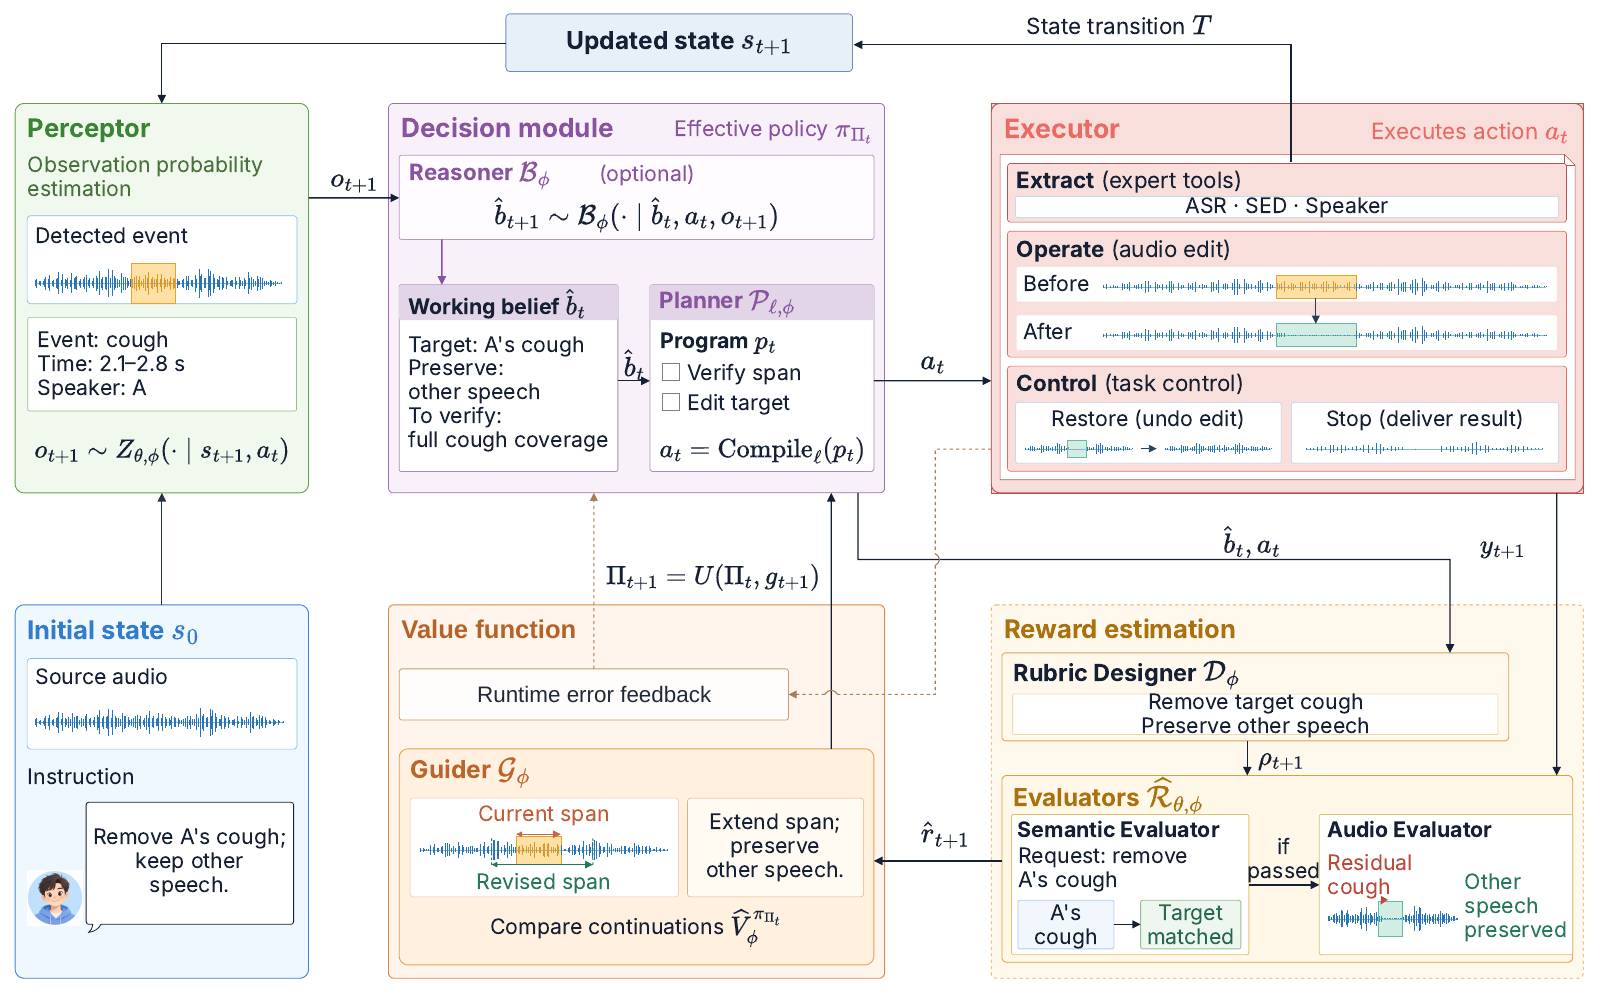 Updated state s_{t+1}
State transition T
Perceptor
Observation probability
estimation
Detected event
Event: cough
Time: 2.1–2.8 s
Speaker: A
o_{t+1} ∼ Z_{θ,ϕ}(· | s_{t+1}, a_t)
o_{t+1}
Decision module
Effective policy π_{Π_t}
Reasoner 𝓑_ϕ (optional)
b̂_{t+1} ∼ 𝓑_ϕ(· | b̂_t, a_t, o_{t+1})
Working belief b̂_t
Target: A's cough
Preserve:
other speech
To verify:
full cough coverage
b̂_t
Planner 𝒫_{ℓ,ϕ}
Program p_t
Verify span
Edit target
a_t = Compile_ℓ(p_t)
a_t
Executor
Executes action a_t
Extract (expert tools)
ASR · SED · Speaker
Operate (audio edit)
Before
After
Control (task control)
Restore (undo edit)
Stop (deliver result)
Initial state s_0
Source audio
Instruction
Remove A's cough;
keep other
speech.
Π_{t+1} = U(Π_t, g_{t+1})
Value function
Runtime error feedback
Guider 𝒢_ϕ
Current span
Revised span
Extend span;
preserve
other speech.
Compare continuations V̂_ϕ^{π_{Π_t}}
r̂_{t+1}
b̂_t, a_t
y_{t+1}
Reward estimation
Rubric Designer 𝒟_ϕ
Remove target cough
Preserve other speech
ρ_{t+1}
Evaluators R̂_{θ,ϕ}
Semantic Evaluator
Request: remove
A's cough
A's
cough
Target
matched
if
passed
Audio Evaluator
Residual
cough
Other
speech
preserved